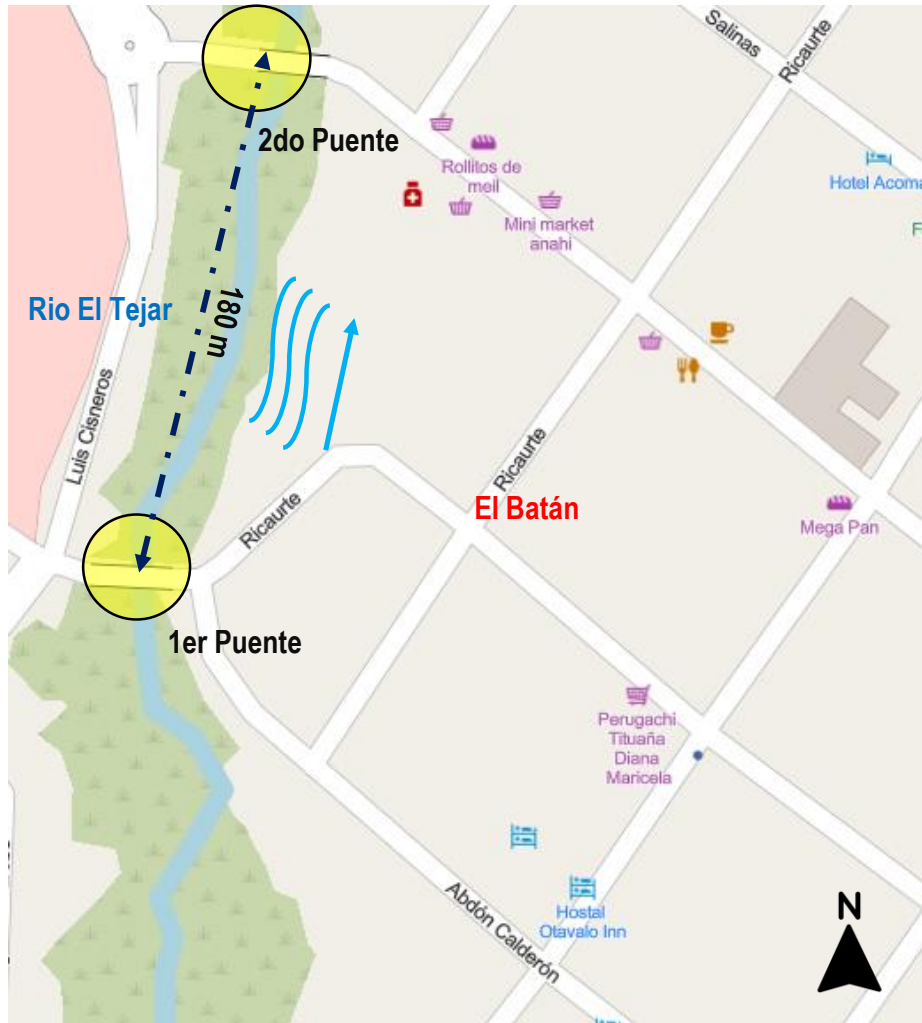 Salinas
Ricaurte
2do Puente
Rollitos de
meil
Hotel Acoma
Mini market
anahi
F
Rio El Tejar
180 m
Luis Cisneros
Ricaurte
El Batán
Ricaurte
Mega Pan
1er Puente
Perugachi
Tituaña
Diana
Maricela
Abdón Calderón
Hostal
Otavalo Inn
N